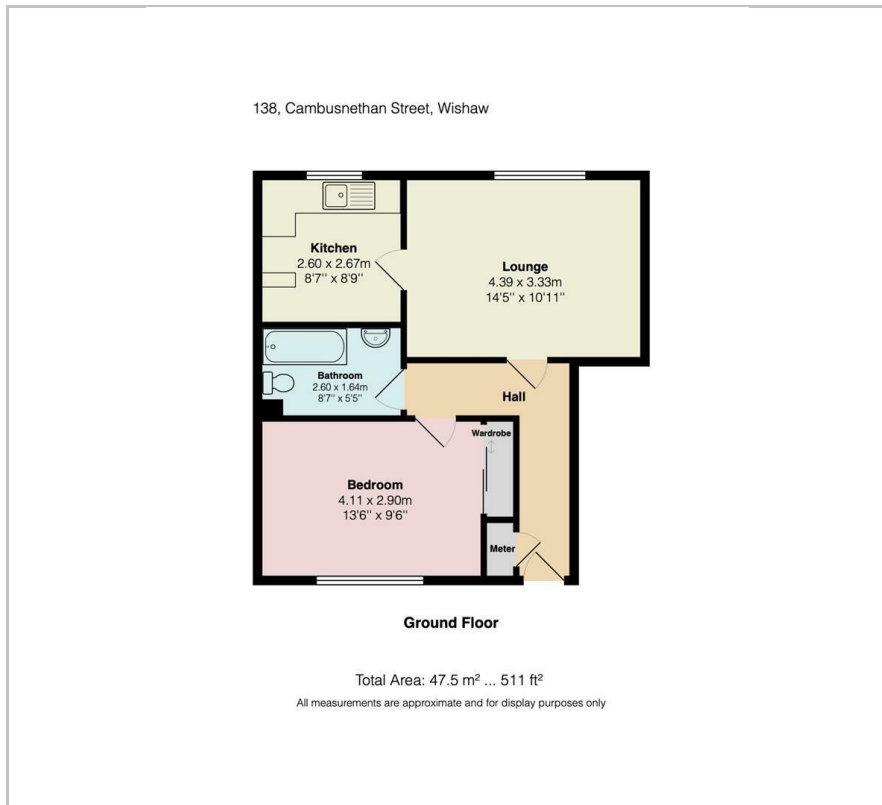 138, Cambusnethan Street, Wishaw
Kitchen
2.60 x 2.67m
8'7'' x 8'9''
Lounge
4.39 x 3.33m
14'5'' x 10'11''
Bathroom
2.60 x 1.64m
8'7'' x 5'5''
Hall
Wardrobe
Bedroom
4.11 x 2.90m
13'6'' x 9'6''
Meter
Ground Floor
Total Area: 47.5 m² ... 511 ft²
All measurements are approximate and for display purposes only